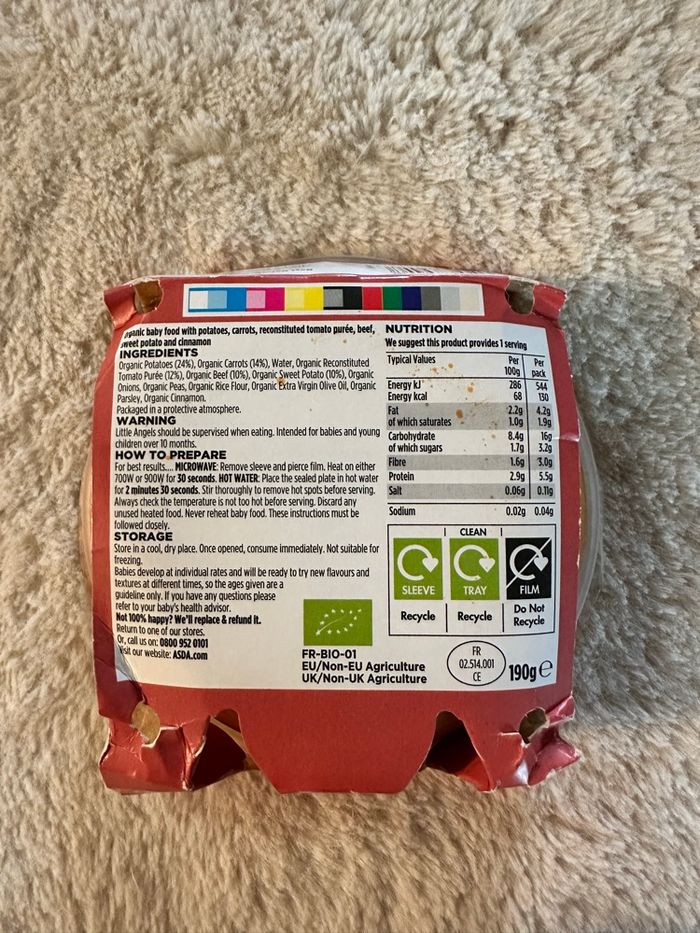 organic baby food with potatoes, carrots, reconstituted tomato purée, beef,
sweet potato and cinnamon
INGREDIENTS
Organic Potatoes (24%), Organic Carrots (14%), Water, Organic Reconstituted
Tomato Purée (12%), Organic Beef (10%), Organic Sweet Potato (10%), Organic
Onions, Organic Peas, Organic Rice Flour, Organic Extra Virgin Olive Oil, Organic
Parsley, Organic Cinnamon.
Packaged in a protective atmosphere.
WARNING
Little Angels should be supervised when eating. Intended for babies and young
children over 10 months.
HOW TO PREPARE
For best results.... MICROWAVE: Remove sleeve and pierce film. Heat on either
700W or 900W for 30 seconds. HOT WATER: Place the sealed plate in hot water
for 2 minutes 30 seconds. Stir thoroughly to remove hot spots before serving.
Always check the temperature is not too hot before serving. Discard any
unused heated food. Never reheat baby food. These instructions must be
followed closely.
STORAGE
Store in a cool, dry place. Once opened, consume immediately. Not suitable for
freezing.
Babies develop at individual rates and will be ready to try new flavours and
textures at different times, so the ages given are a
guideline only. If you have any questions please
refer to your baby's health advisor.
Not 100% happy? We'll replace & refund it.
Return to one of our stores.
Or, call us on: 0800 952 0101
Visit our website: ASDA.com
FR-BIO-01
EU/Non-EU Agriculture
UK/Non-UK Agriculture
NUTRITION
We suggest this product provides 1 serving
Typical Values Per 100g Per pack
Energy kJ 286 544
Energy kcal 68 130
Fat 2.2g 4.2g
of which saturates 1.0g 1.9g
Carbohydrate 8.4g 16g
of which sugars 1.7g 3.2g
Fibre 1.6g 3.0g
Protein 2.9g 5.5g
Salt 0.06g 0.11g
Sodium 0.02g 0.04g
CLEAN
SLEEVE TRAY FILM
Recycle Recycle Do Not Recycle
FR
02.514.001
CE
190g e